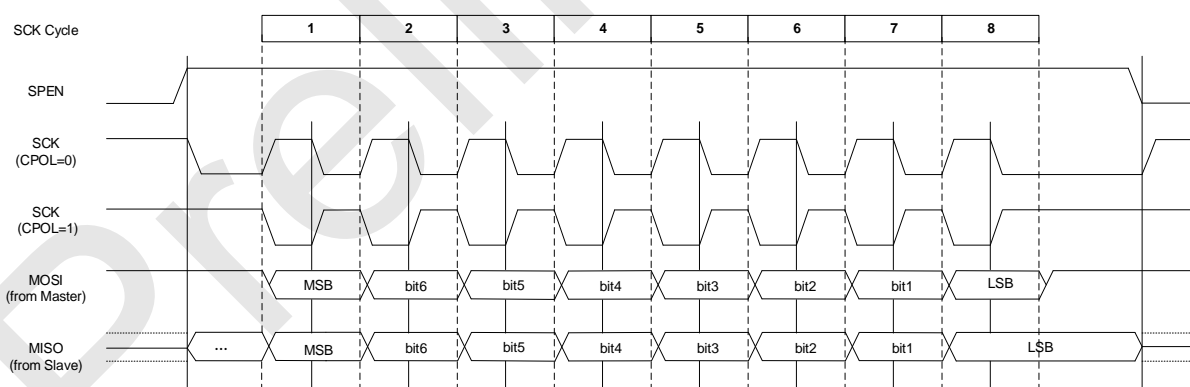 SCK Cycle 1 2 3 4 5 6 7 8
SPEN
SCK
(CPOL=0)
SCK
(CPOL=1)
MOSI
(from Master)
MSB bit6 bit5 bit4 bit3 bit2 bit1 LSB
MISO
(from Slave)
... MSB bit6 bit5 bit4 bit3 bit2 bit1 LSB
Preli